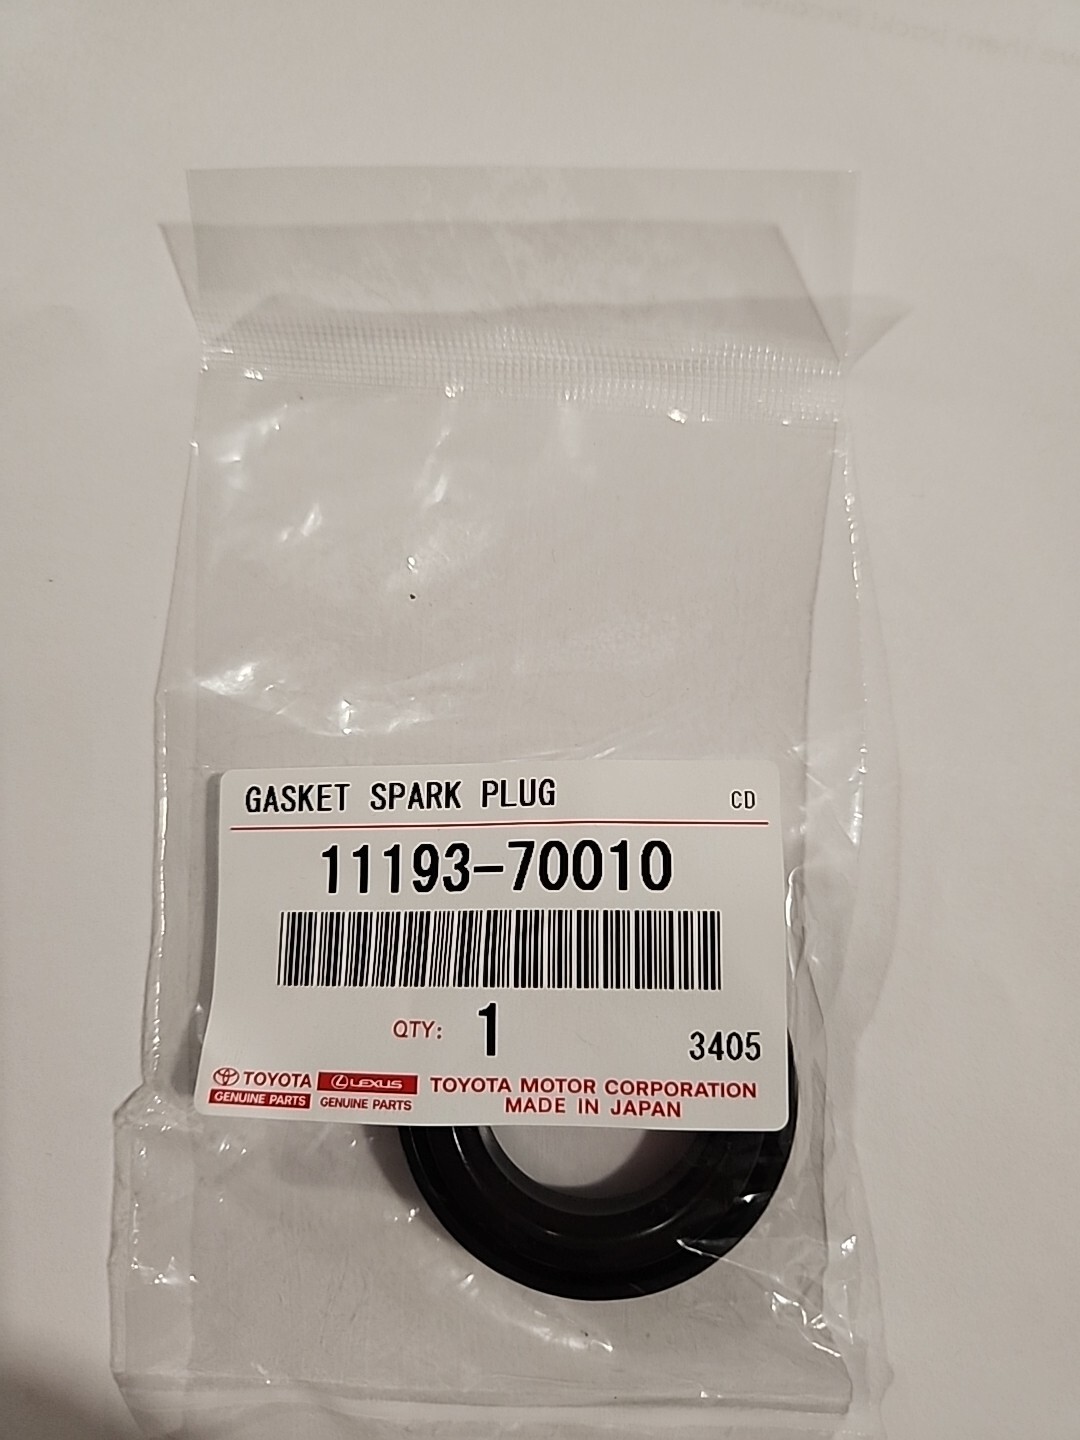 GASKET SPARK PLUG CD
11193-70010
QTY: 1 3405
TOYOTA LEXUS TOYOTA MOTOR CORPORATION
GENUINE PARTS GENUINE PARTS MADE IN JAPAN